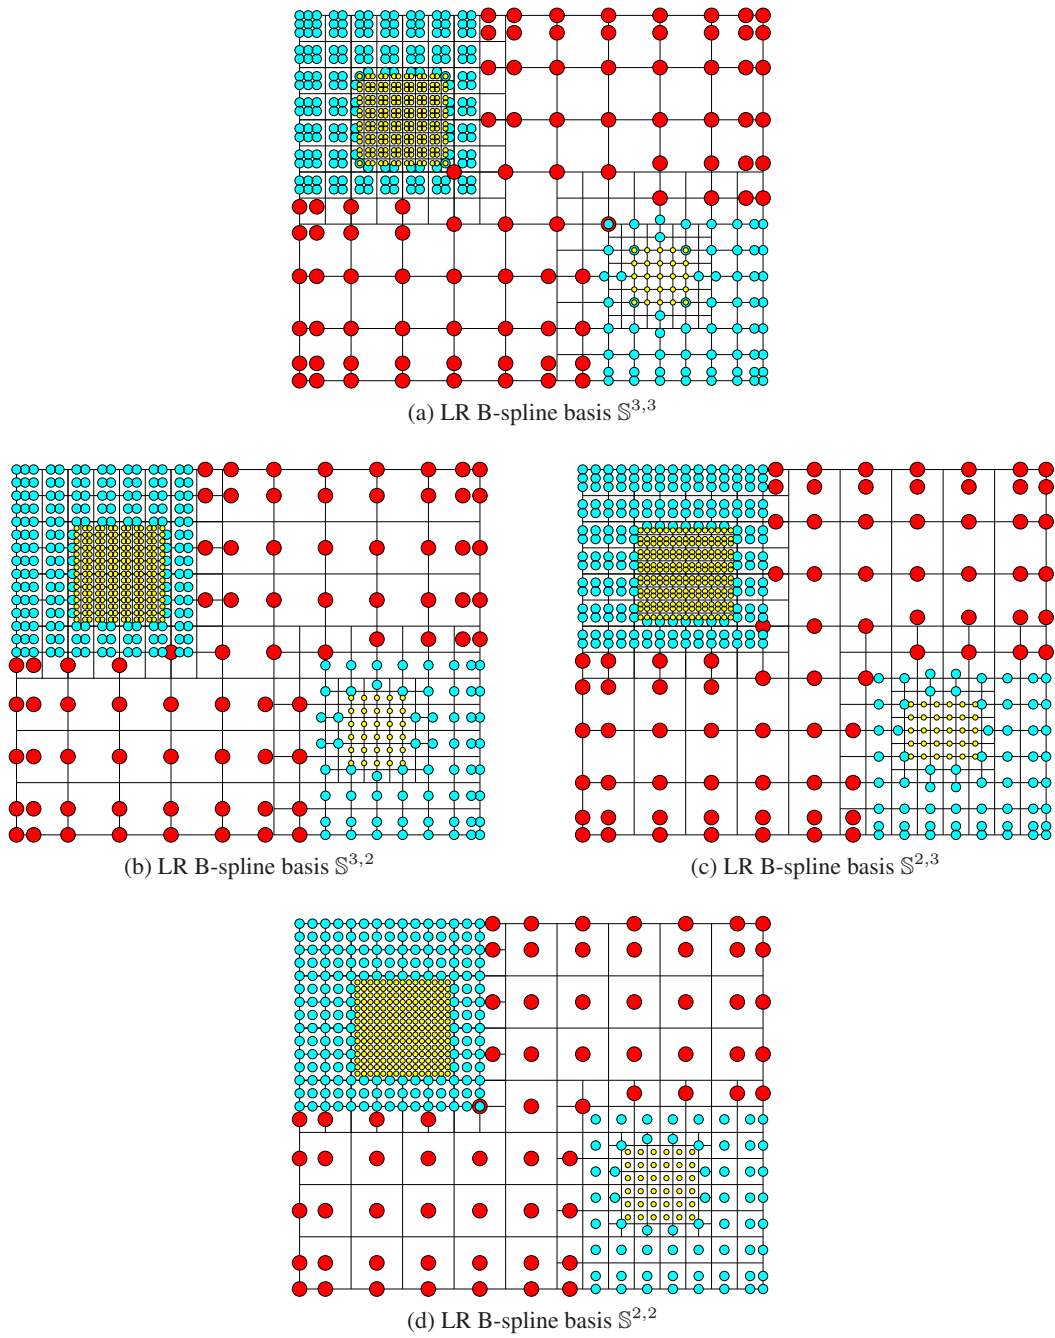 (a) LR B-spline basis 𝕊^{3,3}
(b) LR B-spline basis 𝕊^{3,2}
(c) LR B-spline basis 𝕊^{2,3}
(d) LR B-spline basis 𝕊^{2,2}